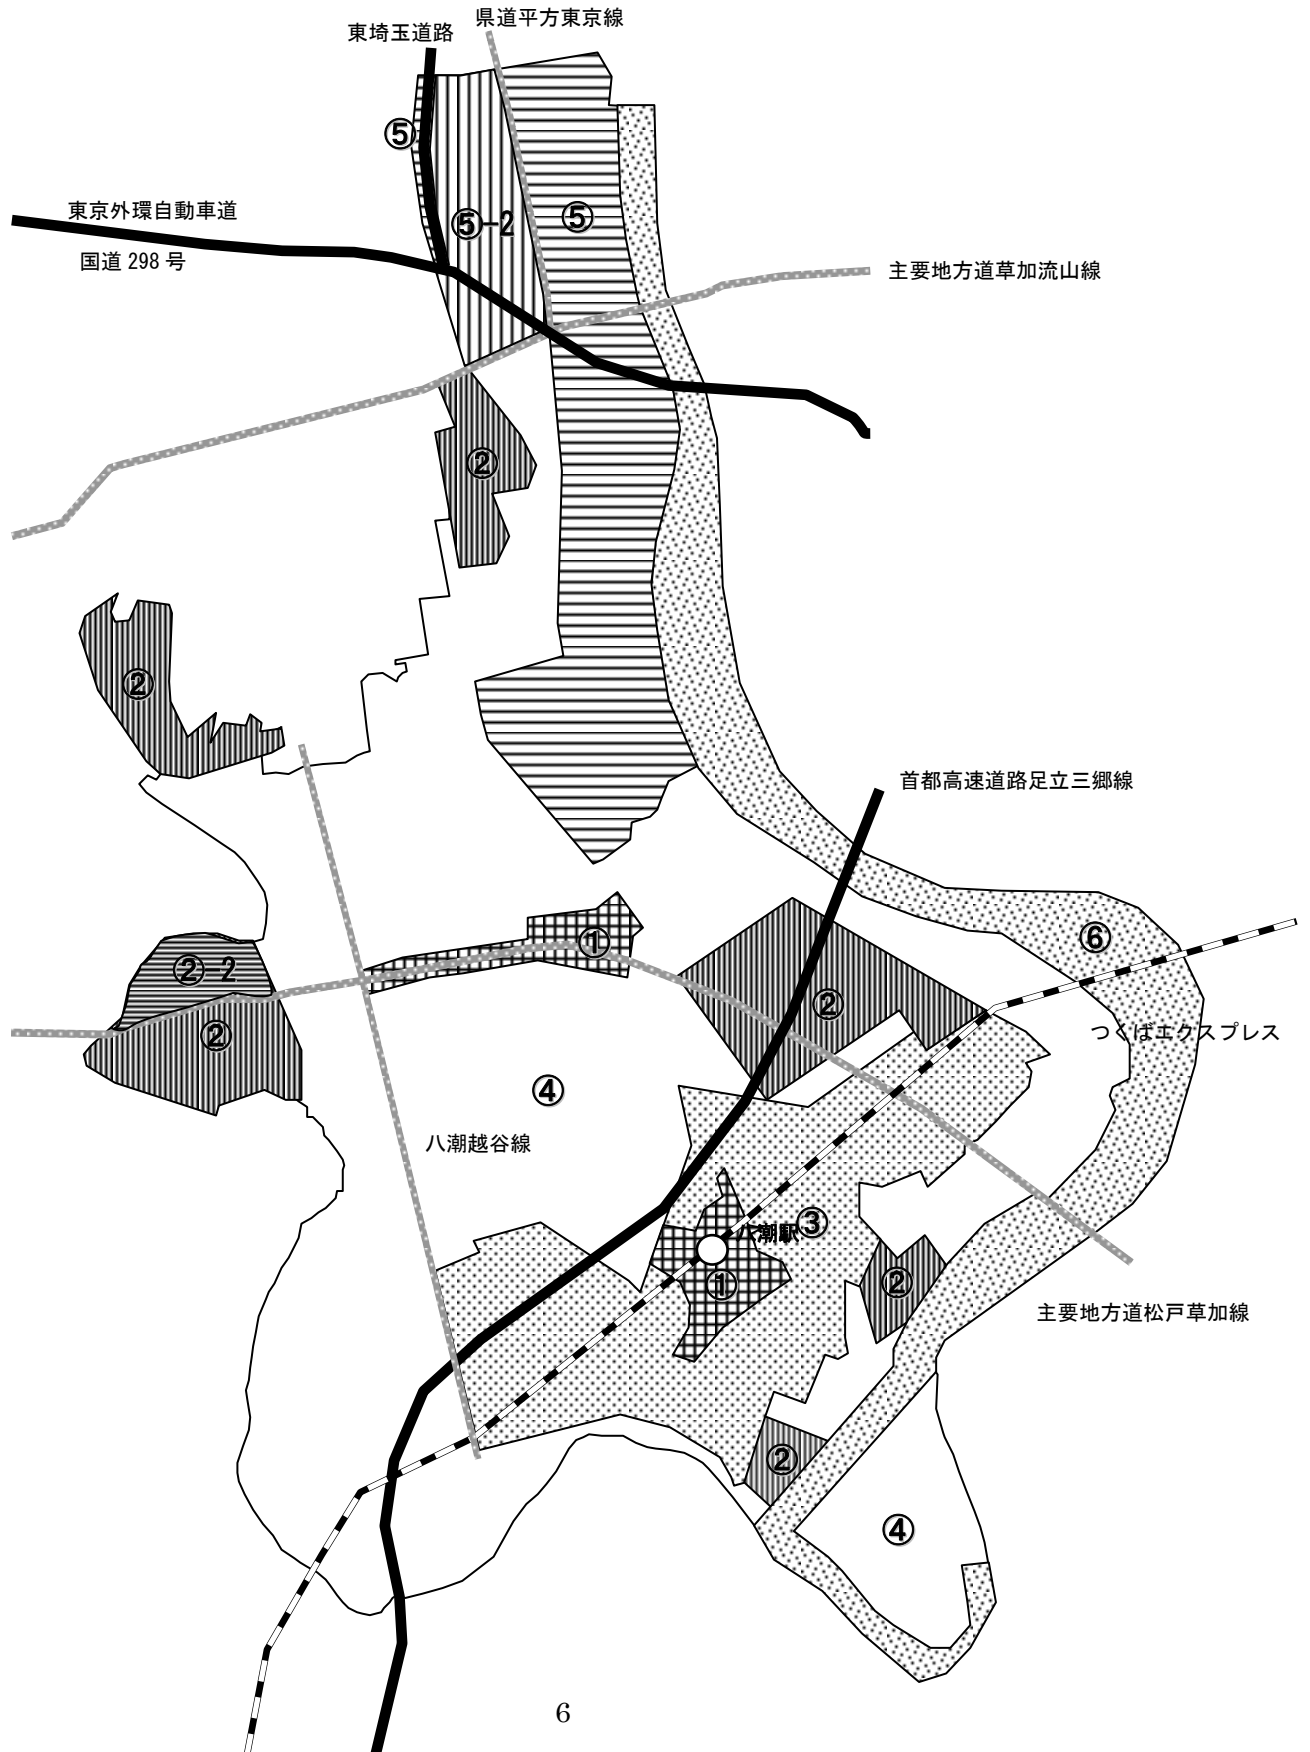 県道平方東京線
東埼玉道路
⑤
東京外環自動車道
⑤-2
⑤
国道 298 号
主要地方道草加流山線
②
②
首都高速道路足立三郷線
①
⑥
②-2
②
②
つくばエクスプレス
④
八潮越谷線
③
八潮駅
①
②
主要地方道松戸草加線
②
④
6